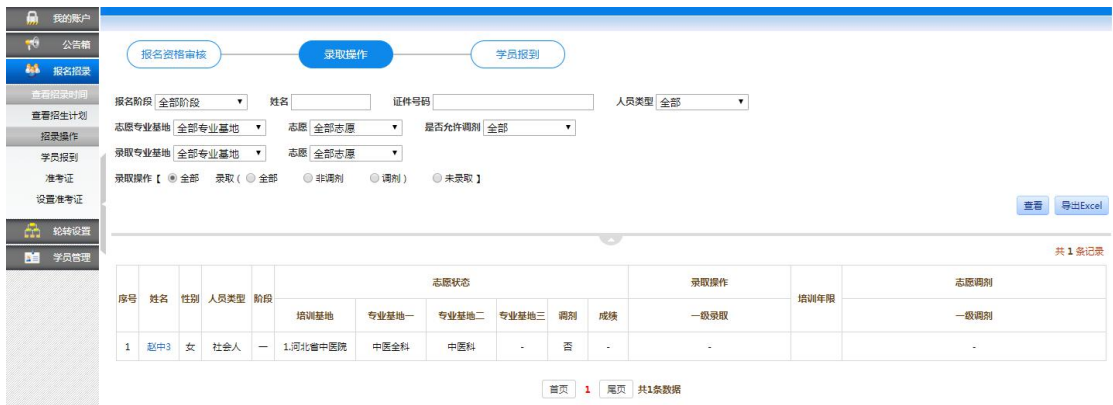 我的账户
公告稿
报名招录
查看招录时间
查看招生计划
招录操作
学员报到
准考证
设置准考证
轮转设置
学员管理
报名资格审核 录取操作 学员报到
报名阶段 全部阶段 姓名 证件号码 人员类型 全部
志愿专业基地 全部专业基地 志愿 全部志愿 是否允许调剂 全部
录取专业基地 全部专业基地 志愿 全部志愿
录取操作【 全部 录取( 全部 非调剂 调剂) 未录取 】
查看 导出Excel
共 1 条记录
序号 姓名 性别 人员类型 阶段 志愿状态 录取操作 培训年限 志愿调剂
培训基地 专业基地一 专业基地二 专业基地三 调剂 成绩 一级录取 一级调剂
1 赵中3 女 社会人 一 1.河北省中医院 中医全科 中医科 - 否 - - -
首页 1 尾页 共1条数据